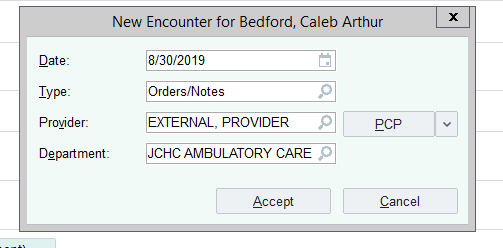 New Encounter for Bedford, Caleb Arthur
x
Date: 8/30/2019
Type: Orders/Notes
Provider: EXTERNAL, PROVIDER PCP
Department: JCHC AMBULATORY CARE
Accept Cancel